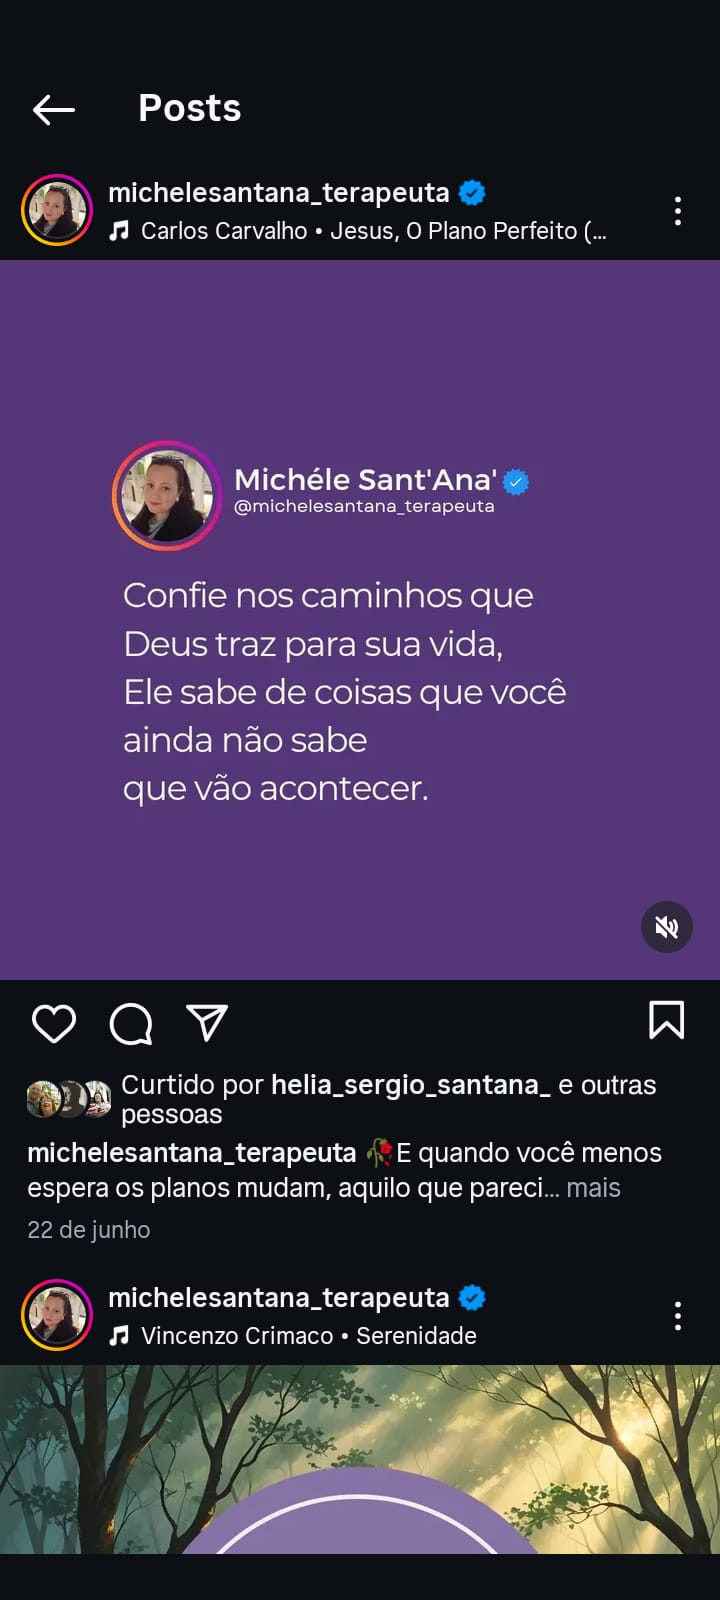 Posts
michelesantana_terapeuta
Carlos Carvalho • Jesus, O Plano Perfeito (...
Michéle Sant'Ana'
@michelesantana_terapeuta
Confie nos caminhos que
Deus traz para sua vida,
Ele sabe de coisas que você
ainda não sabe
que vão acontecer.
Curtido por helia_sergio_santana_ e outras
pessoas
michelesantana_terapeuta 🥀E quando você menos
espera os planos mudam, aquilo que pareci... mais
22 de junho
michelesantana_terapeuta
Vincenzo Crimaco • Serenidade